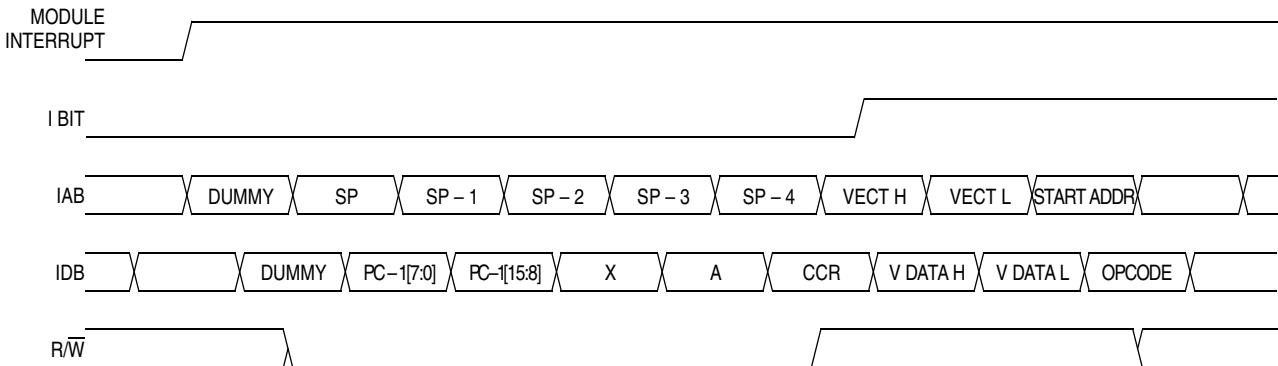 MODULE
INTERRUPT
I BIT
IAB DUMMY SP SP – 1 SP – 2 SP – 3 SP – 4 VECT H VECT L START ADDR
IDB DUMMY PC – 1[7:0] PC–1[15:8] X A CCR V DATA H V DATA L OPCODE
R/W̅